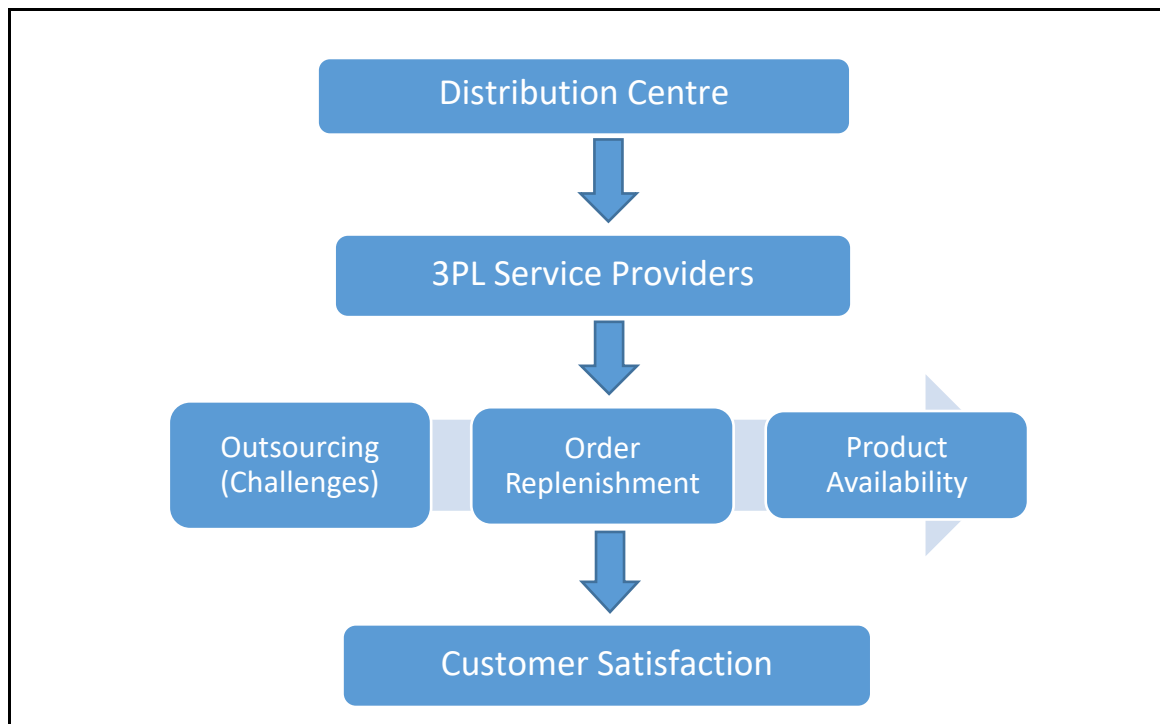 Distribution Centre
3PL Service Providers
Outsourcing
(Challenges)
Order
Replenishment
Product
Availability
Customer Satisfaction